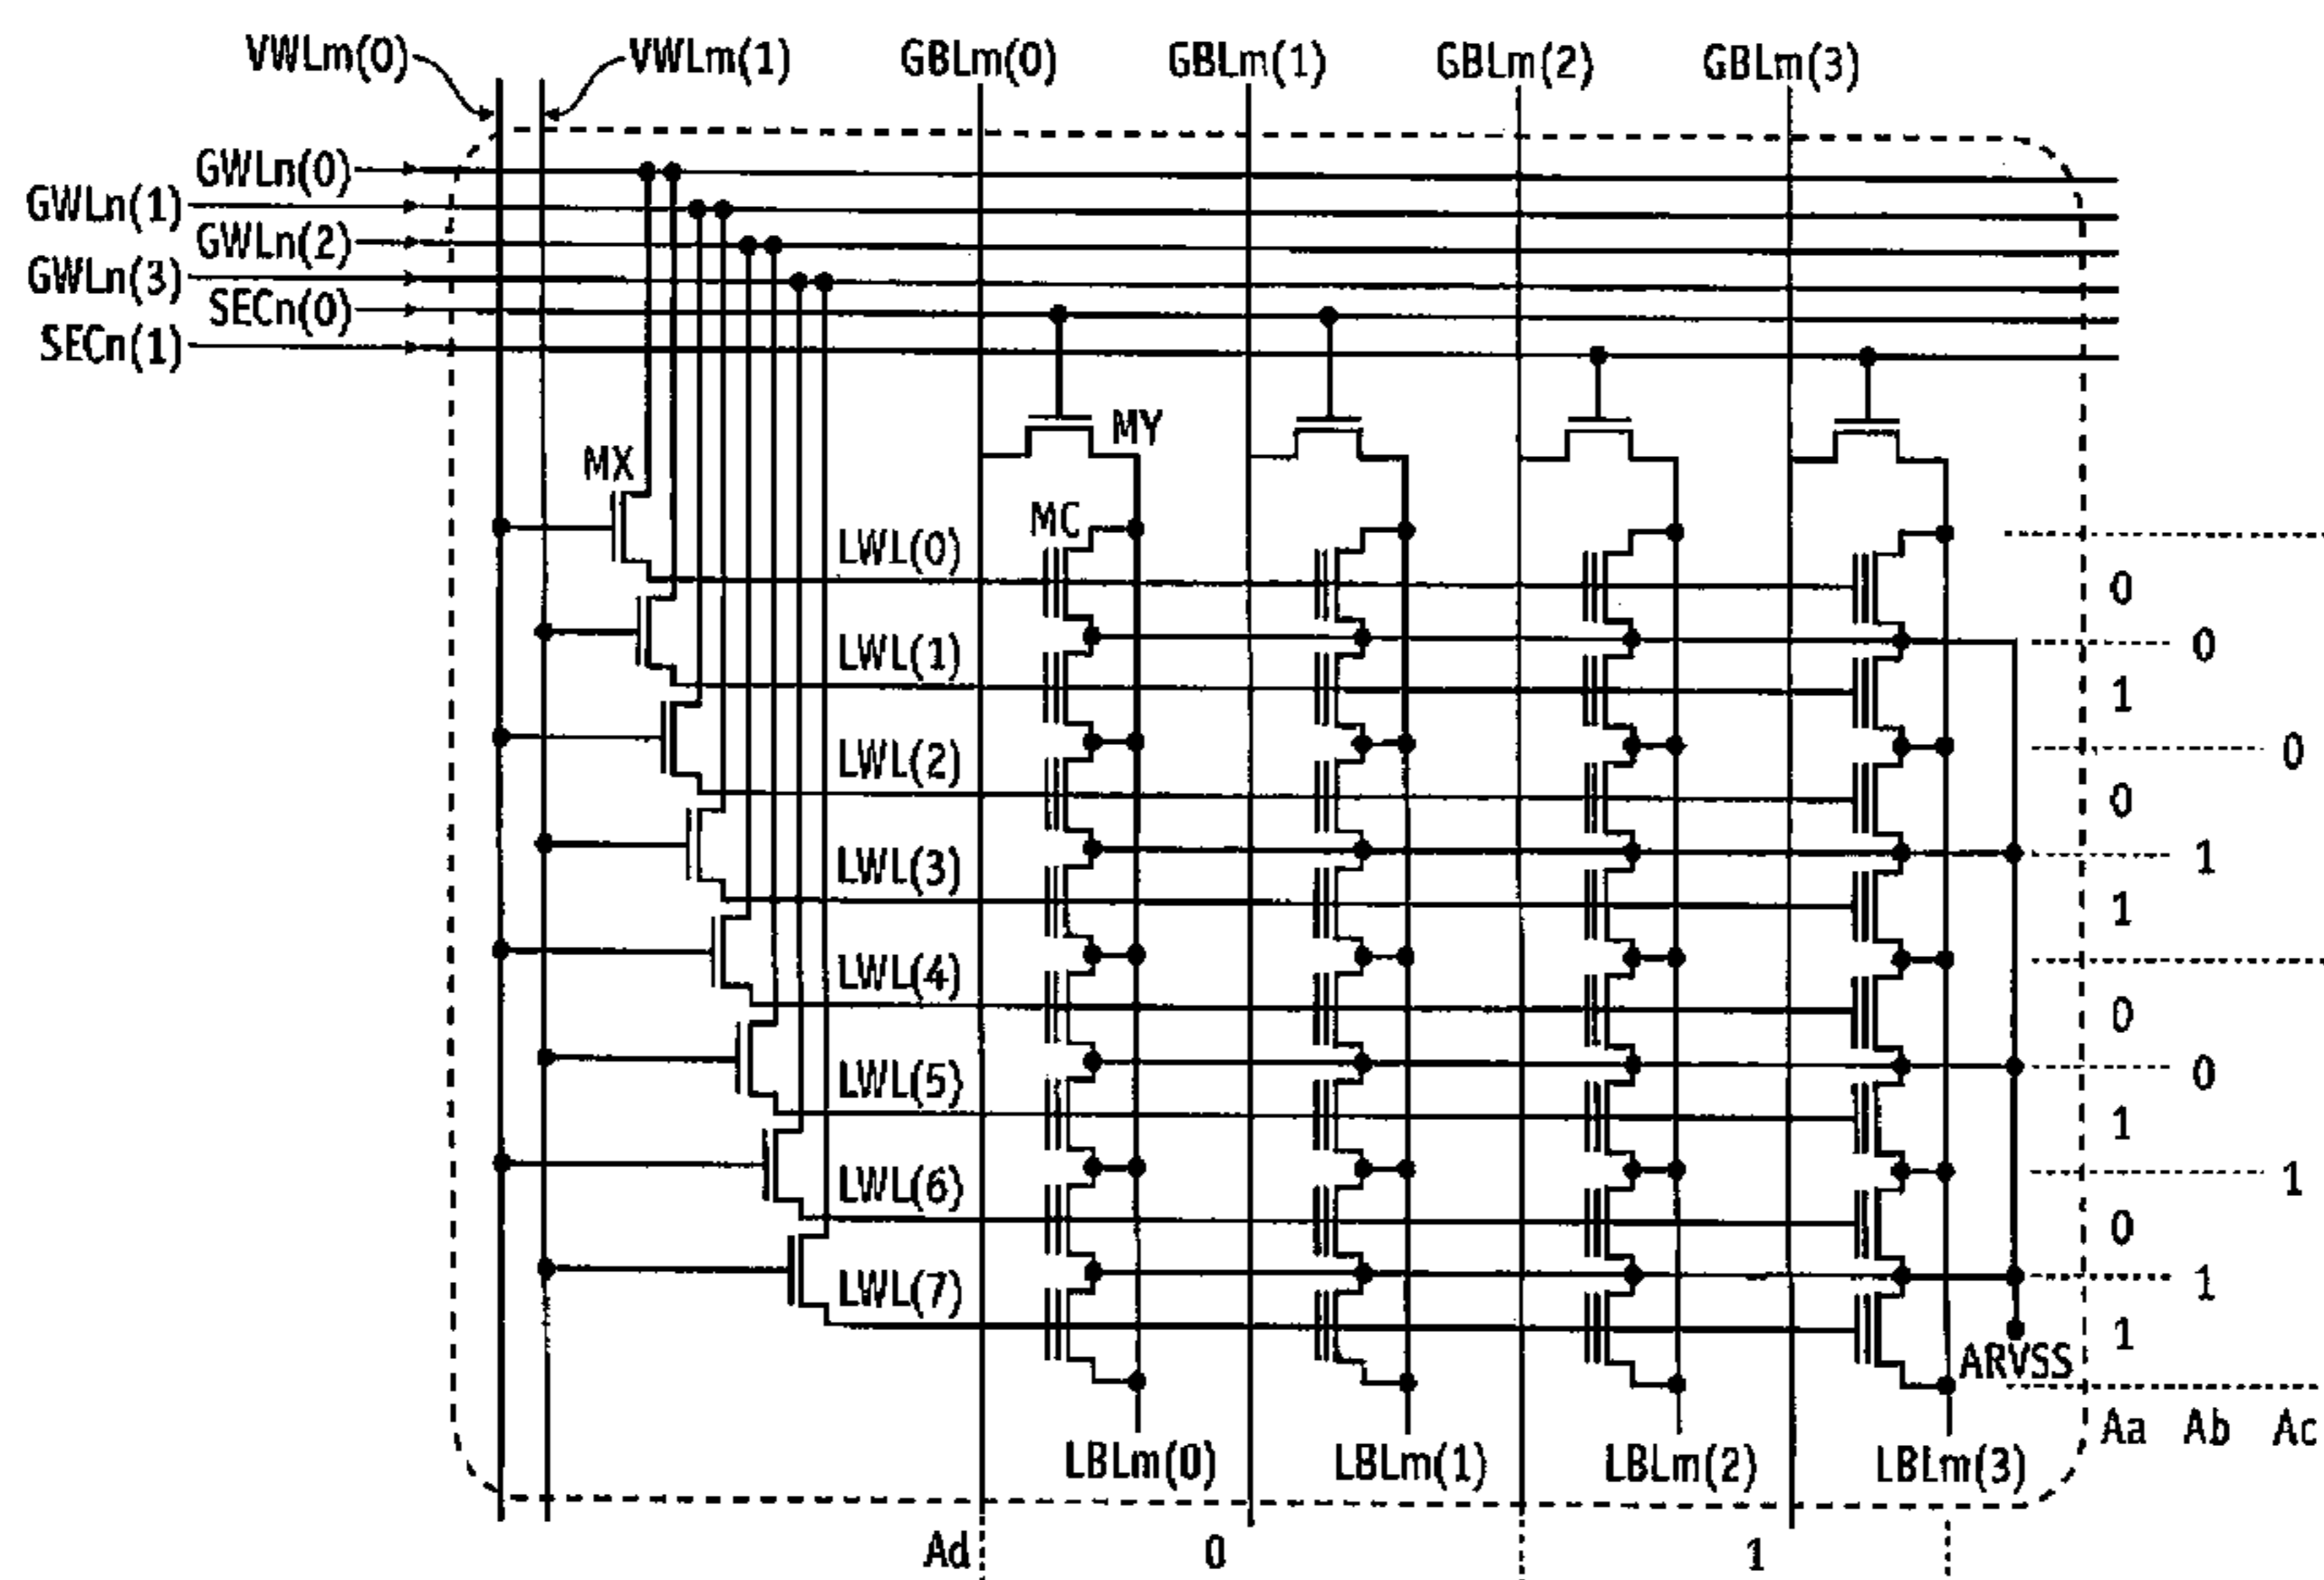 VWLm(0) VWLm(1) GBLm(0) GBLm(1) GBLm(2) GBLm(3)
GWLn(0)
GWLn(1)
GWLn(2)
GWLn(3)
SECn(0)
SECn(1)
MX MY
MC
LWL(0)
0
LWL(1)
0
1
LWL(2)
0
0
LWL(3)
1
1
LWL(4)
0
LWL(5)
0
1
LWL(6)
1
0
LWL(7)
1
1
ARVSS
Aa Ab Ac
LBLm(0) LBLm(1) LBLm(2) LBLm(3)
Ad 0 1